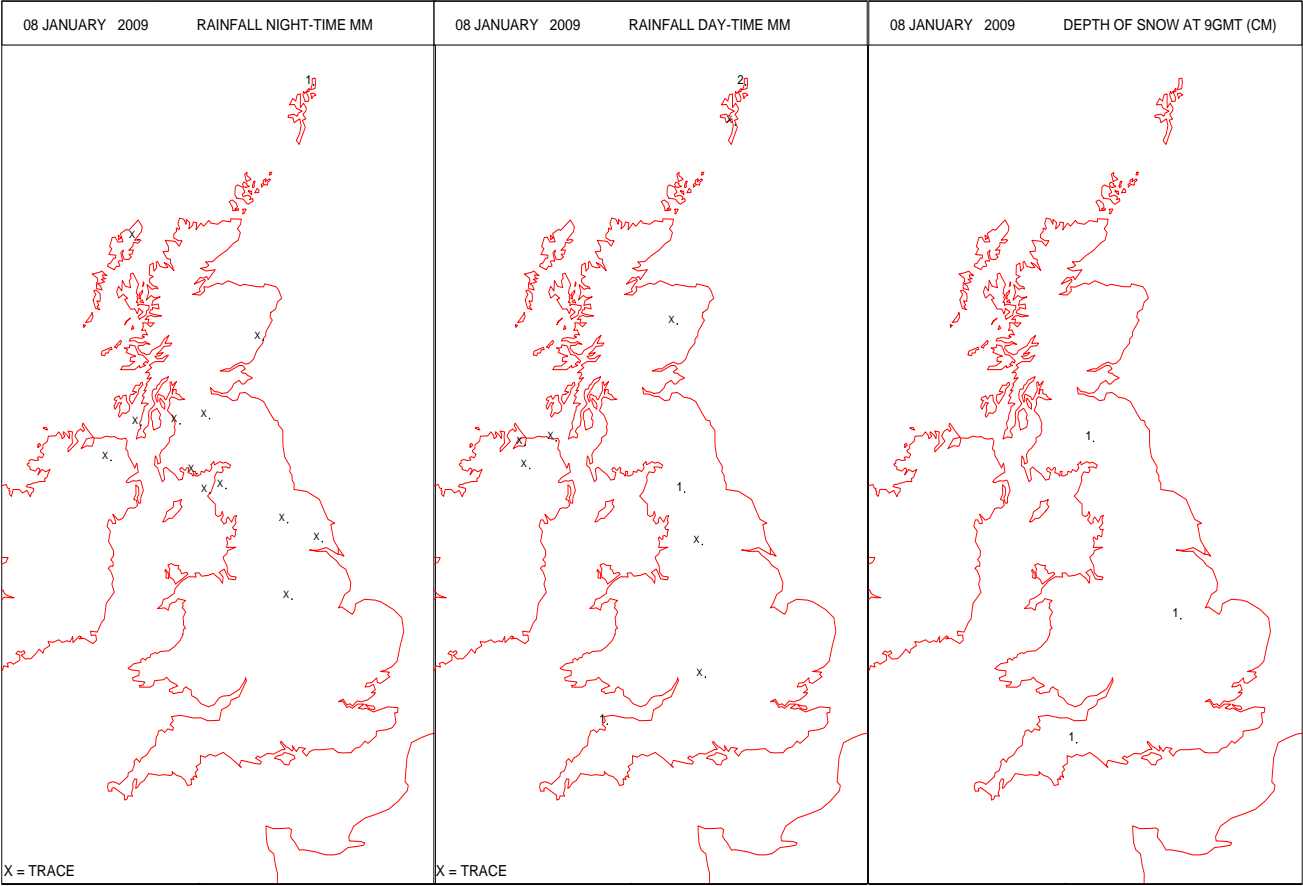 08 JANUARY 2009 RAINFALL NIGHT-TIME MM
1
X
X.
X.
X.
X.
X.
X.
X.
X.
X.
X.
X.
X = TRACE
08 JANUARY 2009 RAINFALL DAY-TIME MM
2
X
X.
X.
X.
X.
1.
X.
X.
1.
X = TRACE
08 JANUARY 2009 DEPTH OF SNOW AT 9GMT (CM)
1.
1.
1.